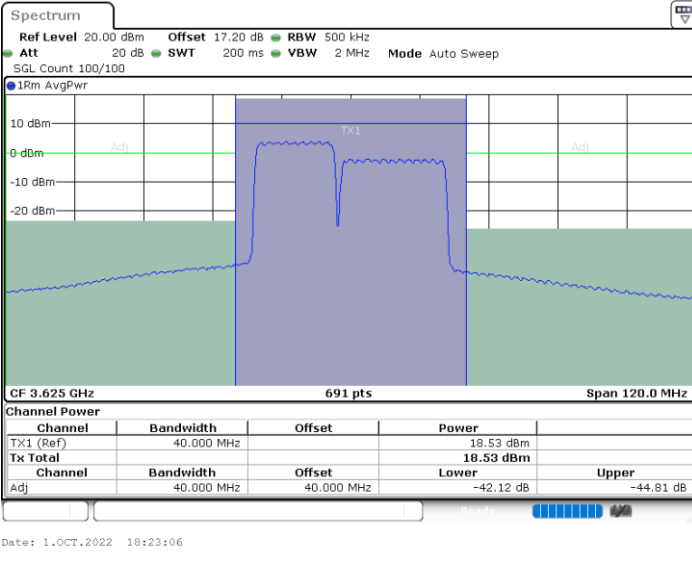 Spectrum
Ref Level 20.00 dBm Offset 17.20 dB RBW 500 kHz
Att 20 dB SWT 200 ms VBW 2 MHz Mode Auto Sweep
SGL Count 100/100
1Rm AvgPwr
10 dBm
TX1
Adj
Adj
0 dBm
-10 dBm
-20 dBm
CF 3.625 GHz 691 pts Span 120.0 MHz
Channel Power
Channel Bandwidth Offset Power
TX1 (Ref) 40.000 MHz 18.53 dBm
Tx Total 18.53 dBm
Channel Bandwidth Offset Lower Upper
Adj 40.000 MHz 40.000 MHz -42.12 dB -44.81 dB
Ready
Date: 1.OCT.2022 18:23:06